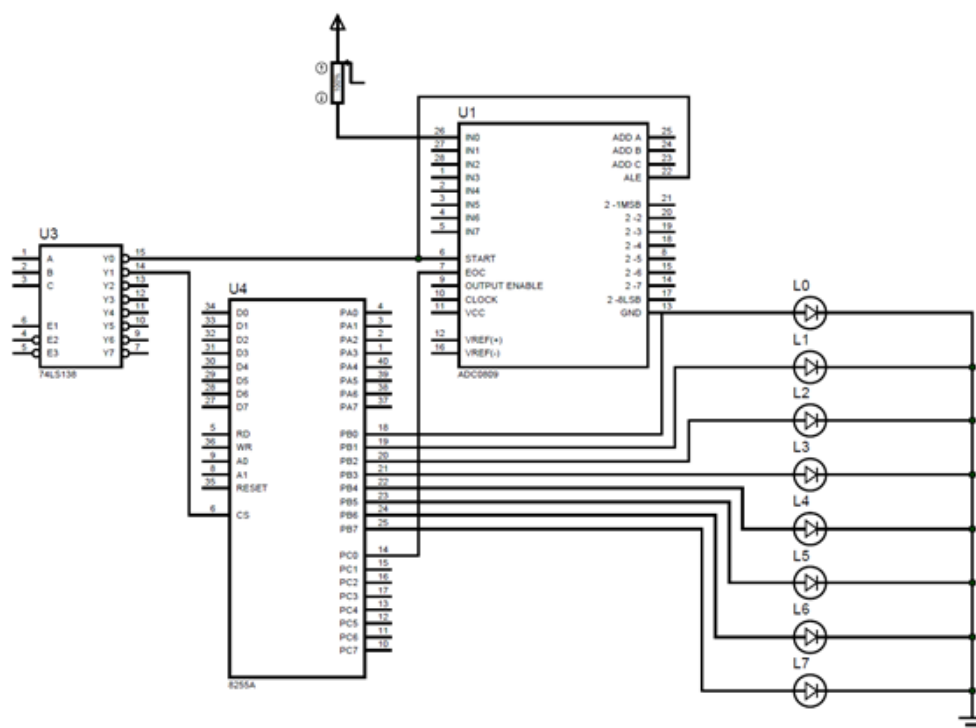 U1
26 IN0 ADD A 25
27 IN1 ADD B 24
28 IN2 ADD C 23
1 IN3 ALE 22
2 IN4
3 IN5 2 -1MSB 21
4 IN6 2 -2 20
5 IN7 2 -3 19
2 -4 18
6 START 2 -5 8
7 EOC 2 -6 15
9 OUTPUT ENABLE 2 -7 14
10 CLOCK 2 -8LSB 17
11 VCC GND 13
12 VREF(+)
16 VREF(-)
ADC0809
U3
1 A Y0 15
2 B Y1 14
3 C Y2 13
Y3 12
Y4 11
6 E1 Y5 10
4 E2 Y6 9
5 E3 Y7 7
74LS138
U4
34 D0 PA0 4
33 D1 PA1 3
32 D2 PA2 2
31 D3 PA3 1
30 D4 PA4 40
29 D5 PA5 39
28 D6 PA6 38
27 D7 PA7 37
5 RD PB0 18
36 WR PB1 19
9 A0 PB2 20
8 A1 PB3 21
35 RESET PB4 22
PB5 23
6 CS PB6 24
PB7 25
PC0 14
PC1 15
PC2 16
PC3 17
PC4 13
PC5 12
PC6 11
PC7 10
8255A
L0
L1
L2
L3
L4
L5
L6
L7